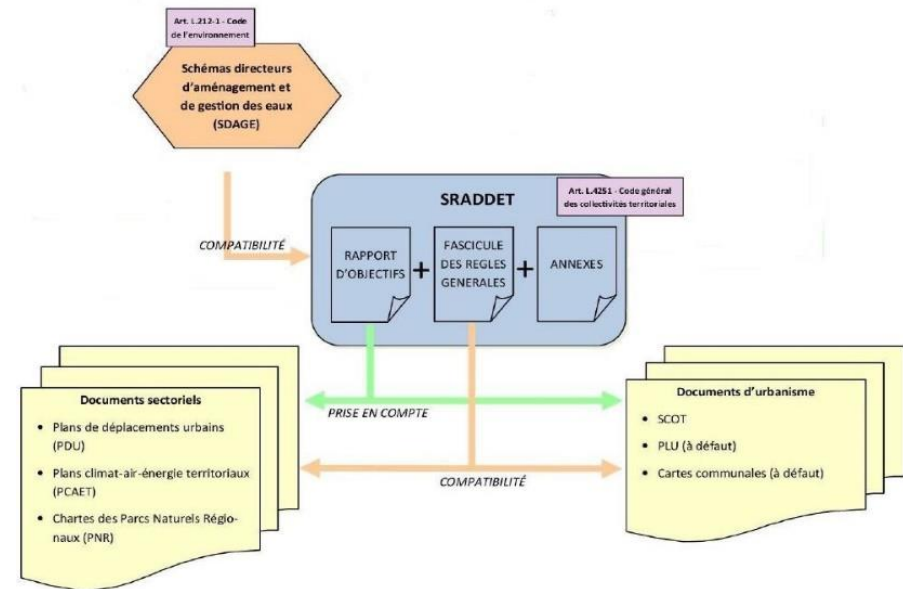 Art. L.212-1 - Code
de l'environnement
Schémas directeurs
d'aménagement et
de gestion des eaux
(SDAGE)
Art. L.4251 - Code général
des collectivités territoriales
SRADDET
COMPATIBILITÉ
RAPPORT
D'OBJECTIFS
+
FASCICULE
DES REGLES
GENERALES
+
ANNEXES
Documents sectoriels
• Plans de déplacements urbains
(PDU)
• Plans climat-air-énergie territoriaux
(PCAET)
• Chartes des Parcs Naturels Régio-
naux (PNR)
PRISE EN COMPTE
COMPATIBILITÉ
Documents d'urbanisme
• SCOT
• PLU (à défaut)
• Cartes communales (à défaut)